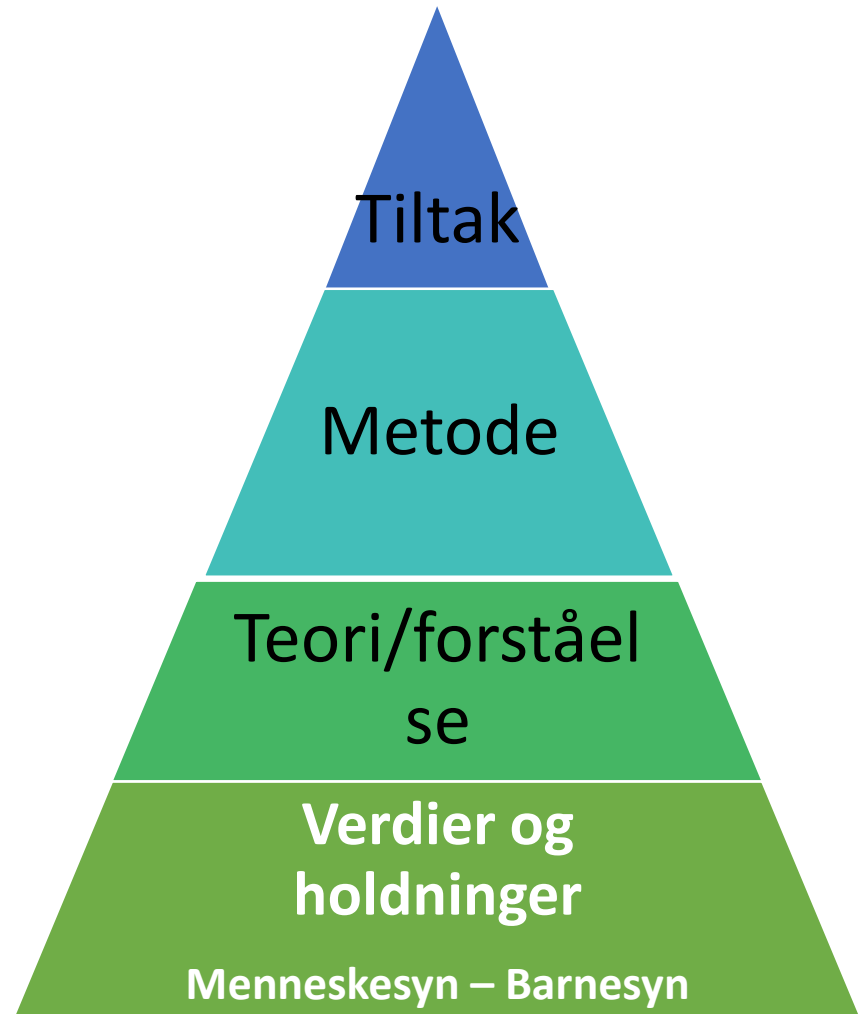 Tiltak
Metode
Teori/forståel
se
Verdier og
holdninger
Menneskesyn – Barnesyn